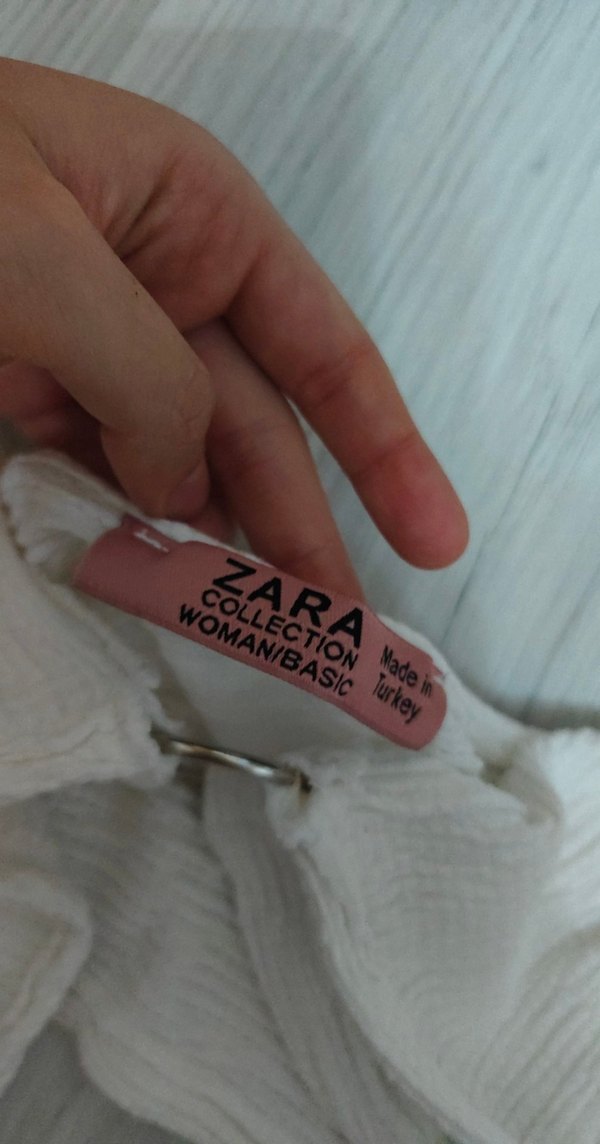 ZARA
COLLECTION
WOMAN/BASIC
Made in
Turkey